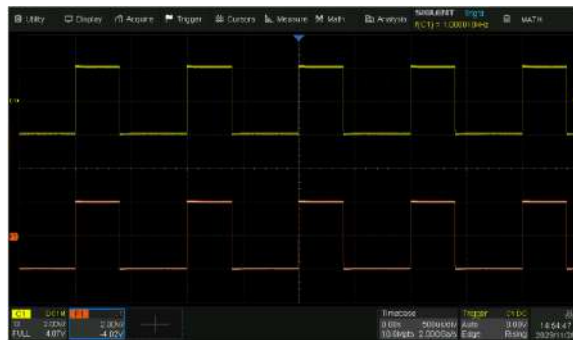 Utility Display Acquire Trigger Cursors Measure Math Analysis SIGLENT Trig'd MATH
f(C1) = 1.000010kHz
C1 DC1M F1
1X 2.00V/ 2.00V/
FULL 4.07V -4.02V
Timebase
0.00s 500us/div
10.0Mpts 2.00GSa/s
Trigger C1 DC
Auto 0.00V
Edge Rising
14:54:47